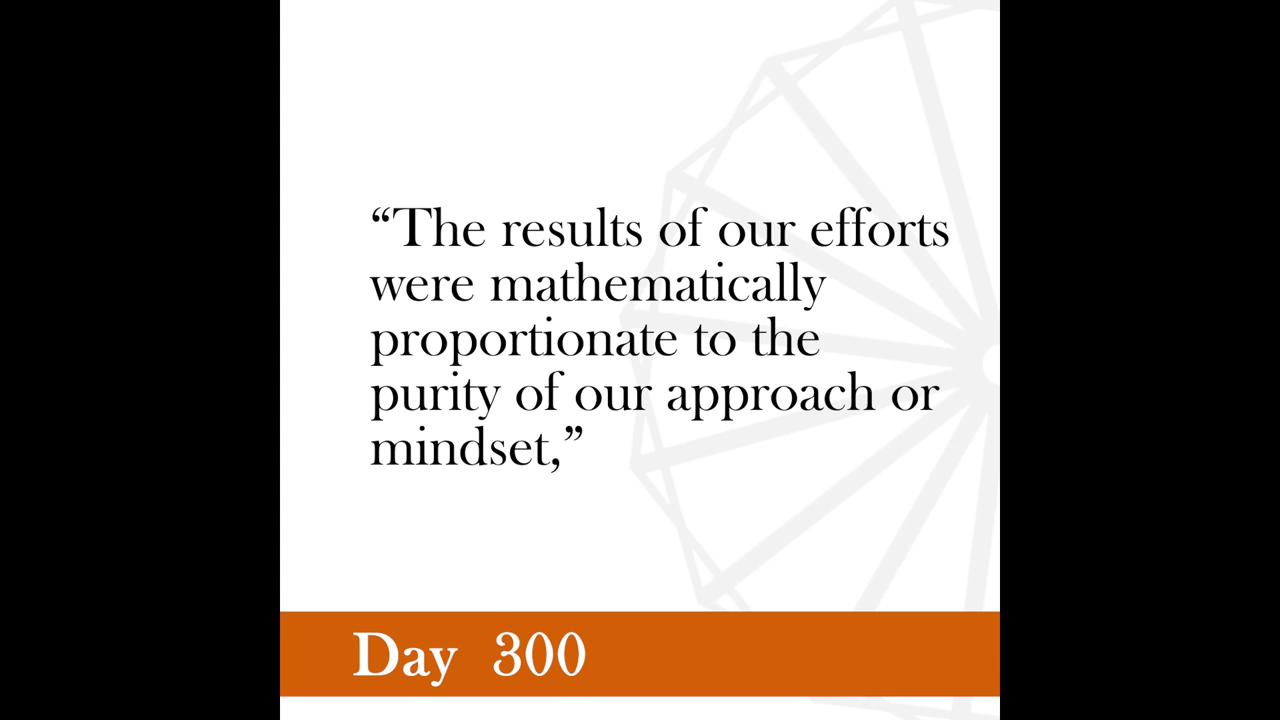 “The results of our efforts
were mathematically
proportionate to the
purity of our approach or
mindset,”
Day 300